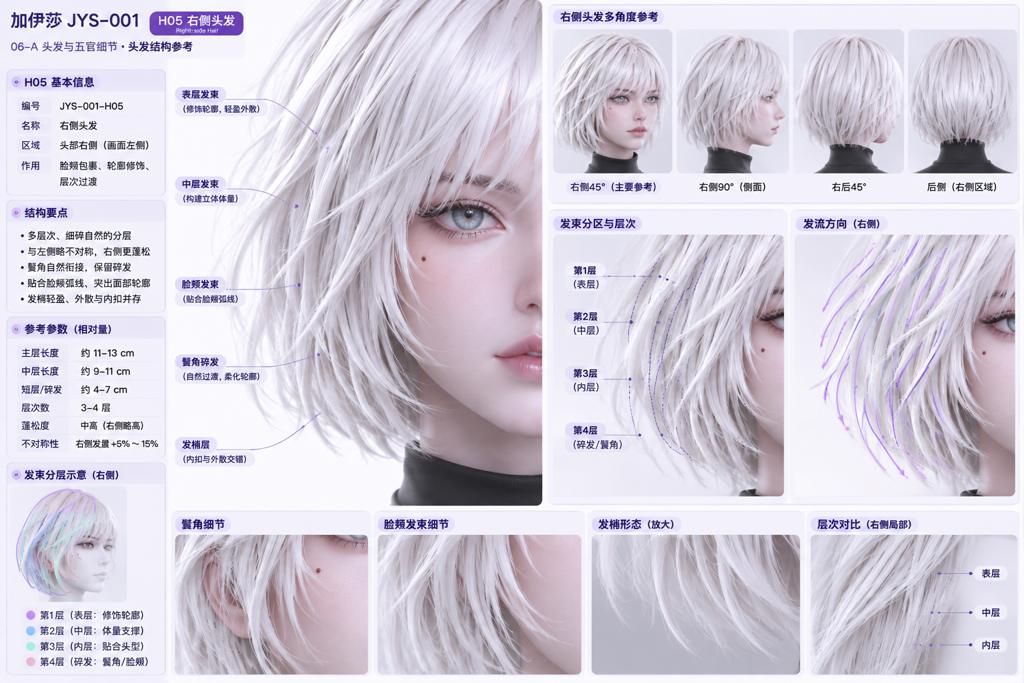 加伊莎 JYS-001
H05 右侧头发
Right-side Hair
06-A 头发与五官细节・头发结构参考
H05 基本信息
编号 JYS-001-H05
名称 右侧头发
区域 头部右侧（画面左侧）
作用 脸颊包裹、轮廓修饰、
层次过渡
结构要点
• 多层次、细碎自然的分层
• 与左侧略不对称，右侧更蓬松
• 鬓角自然衔接，保留碎发
• 贴合脸颊弧线、突出面部轮廓
• 发梢轻盈、外散与内扣并存
参考参数（相对量）
主层长度 约 11-13 cm
中层长度 约 9-11 cm
短层/碎发 约 4-7 cm
层次数 3-4 层
蓬松度 中高（右侧略高）
不对称性 右侧发量 +5% ~ 15%
发束分层示意（右侧）
第1层（表层：修饰轮廓）
第2层（中层：体量支撑）
第3层（内层：贴合头型）
第4层（碎发：鬓角/脸颊）
表层发束
（修饰轮廓，轻盈外散）
中层发束
（构建立体体量）
脸颊发束
（贴合脸颊弧线）
鬓角碎发
（自然过渡，柔化轮廓）
发梢层
（内扣与外散交错）
右侧头发多角度参考
右侧45°（主要参考）
右侧90°（侧面）
右后45°
后侧（右侧区域）
发束分区与层次
第1层
（表层）
第2层
（中层）
第3层
（内层）
第4层
（碎发/鬓角）
发流方向（右侧）
鬓角细节
脸颊发束细节
发梢形态（放大）
层次对比（右侧局部）
表层
中层
内层